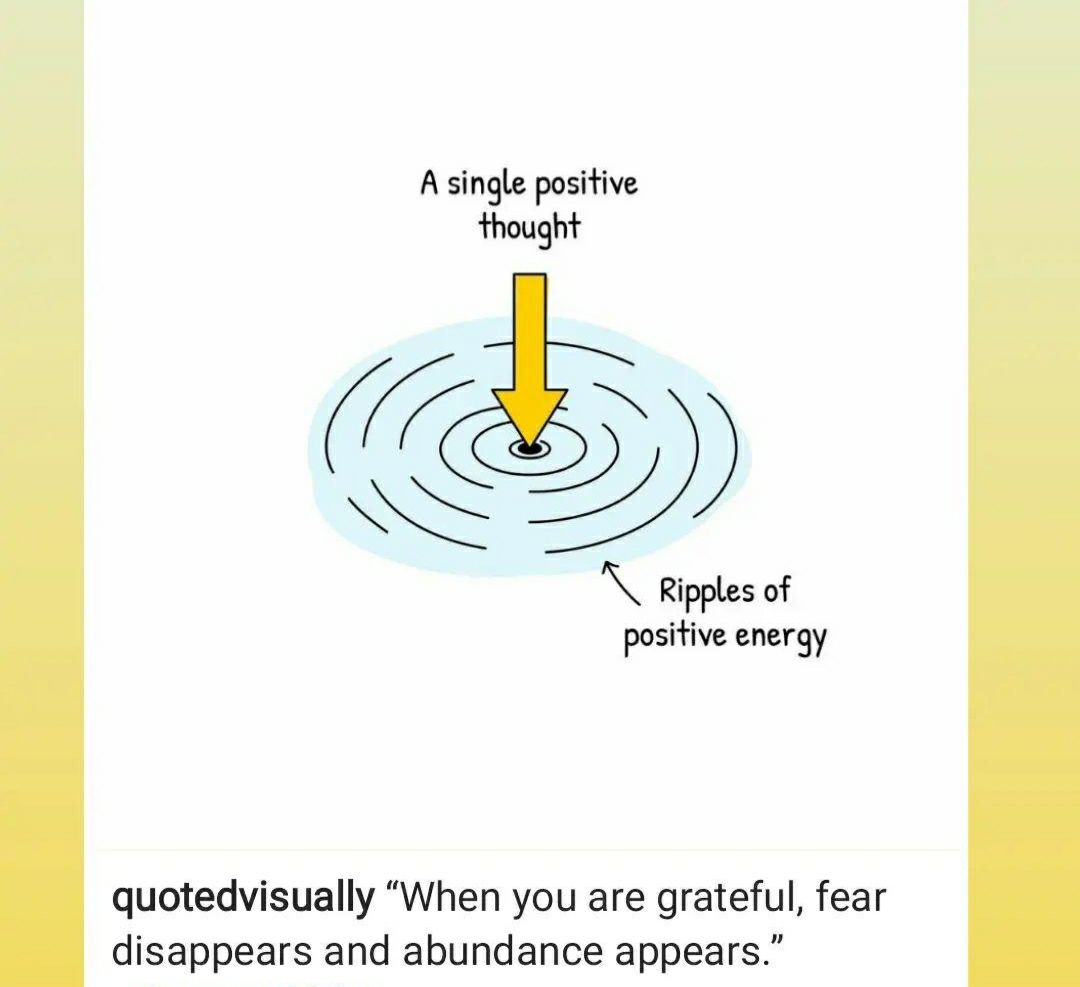 A single positive
thought
Ripples of
positive energy
quotedvisually “When you are grateful, fear
disappears and abundance appears.”